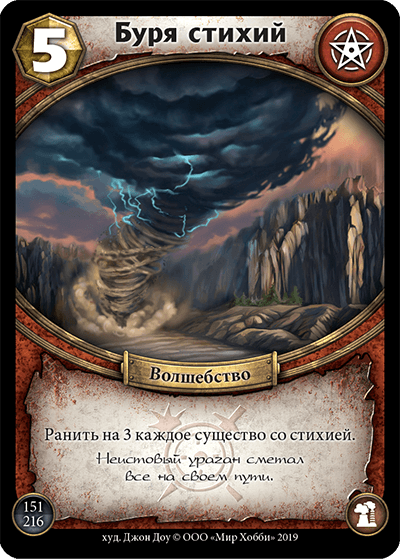 5
Буря стихий
Волшебство
Ранить на 3 каждое существо со стихией.
Неистовый ураган сметал
все на своем пути.
151
216
худ. Джон Доу © ООО «Мир Хобби» 2019